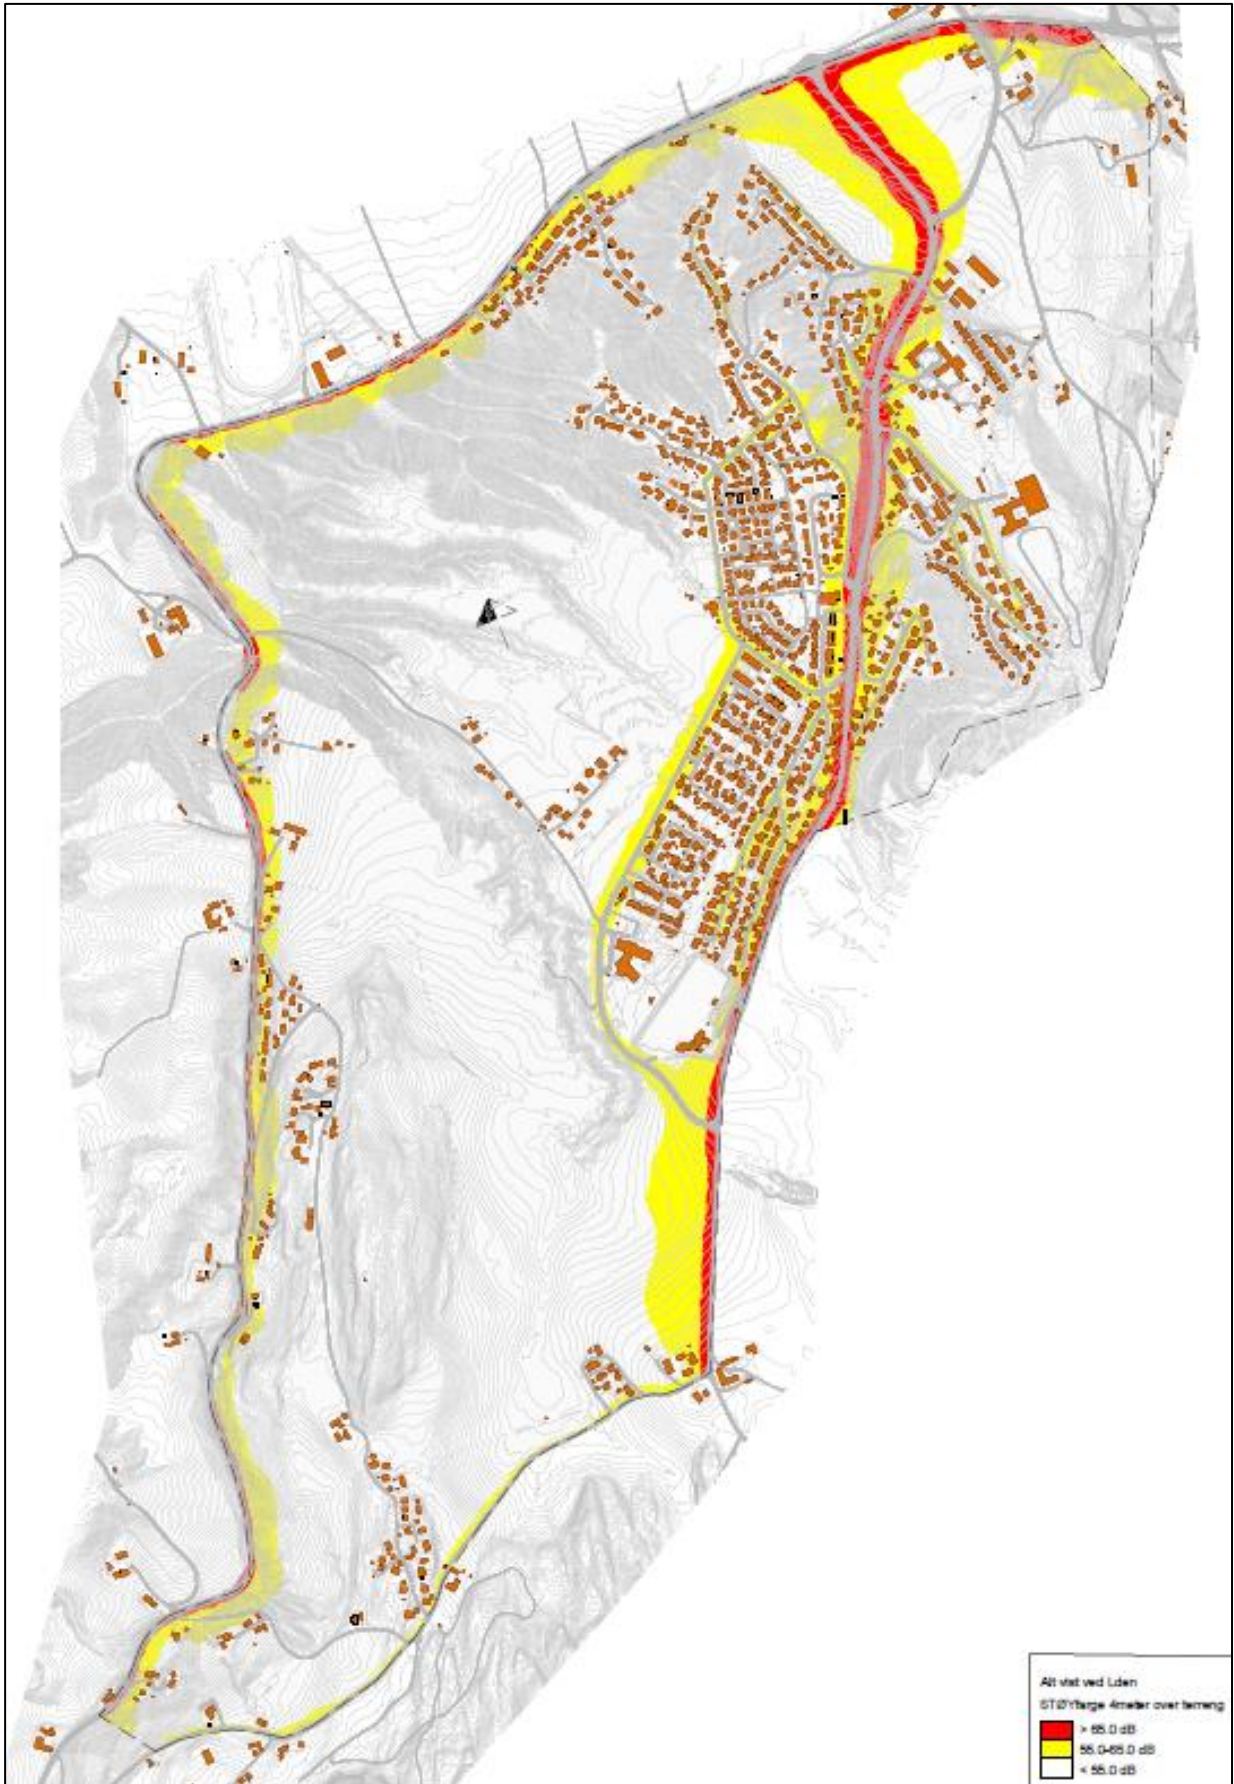 Alt vist ved Lden
STØYfarge 4meter over terreng
> 65.0 dB
55.0-65.0 dB
< 55.0 dB